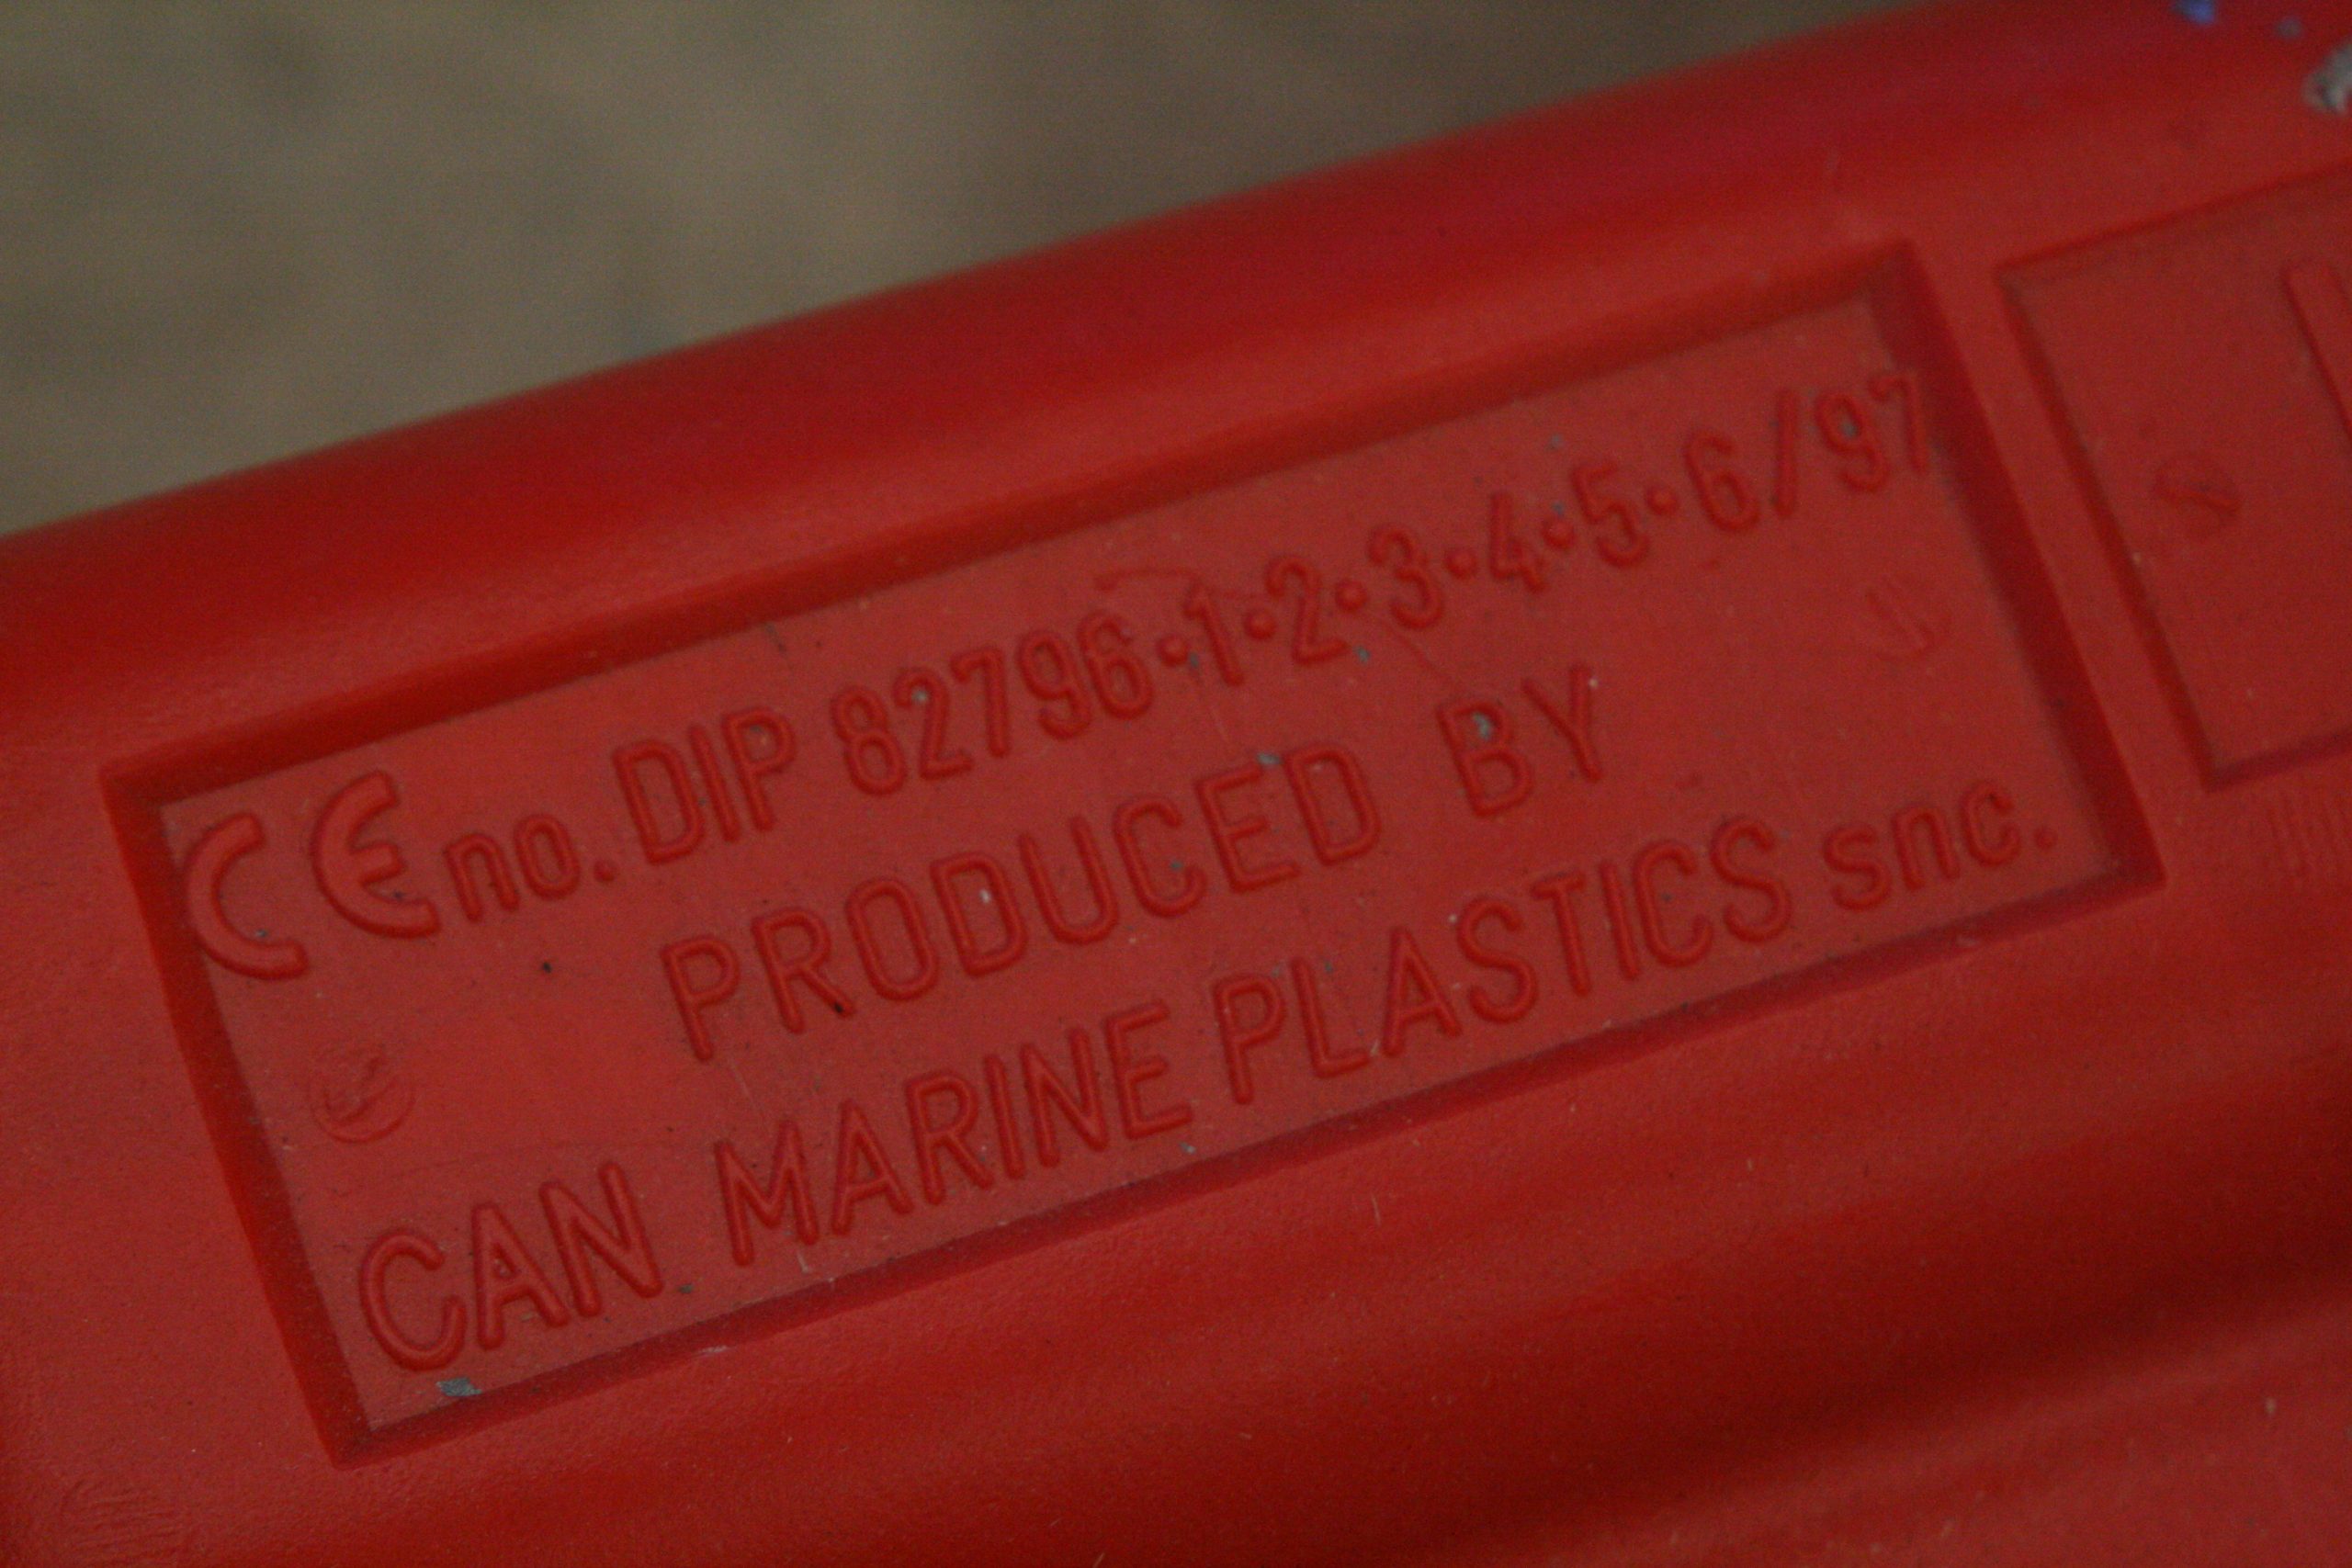 CE no. DIP 82796·1·2·3·4·5·6/97
PRODUCED BY
CAN MARINE PLASTICS snc.